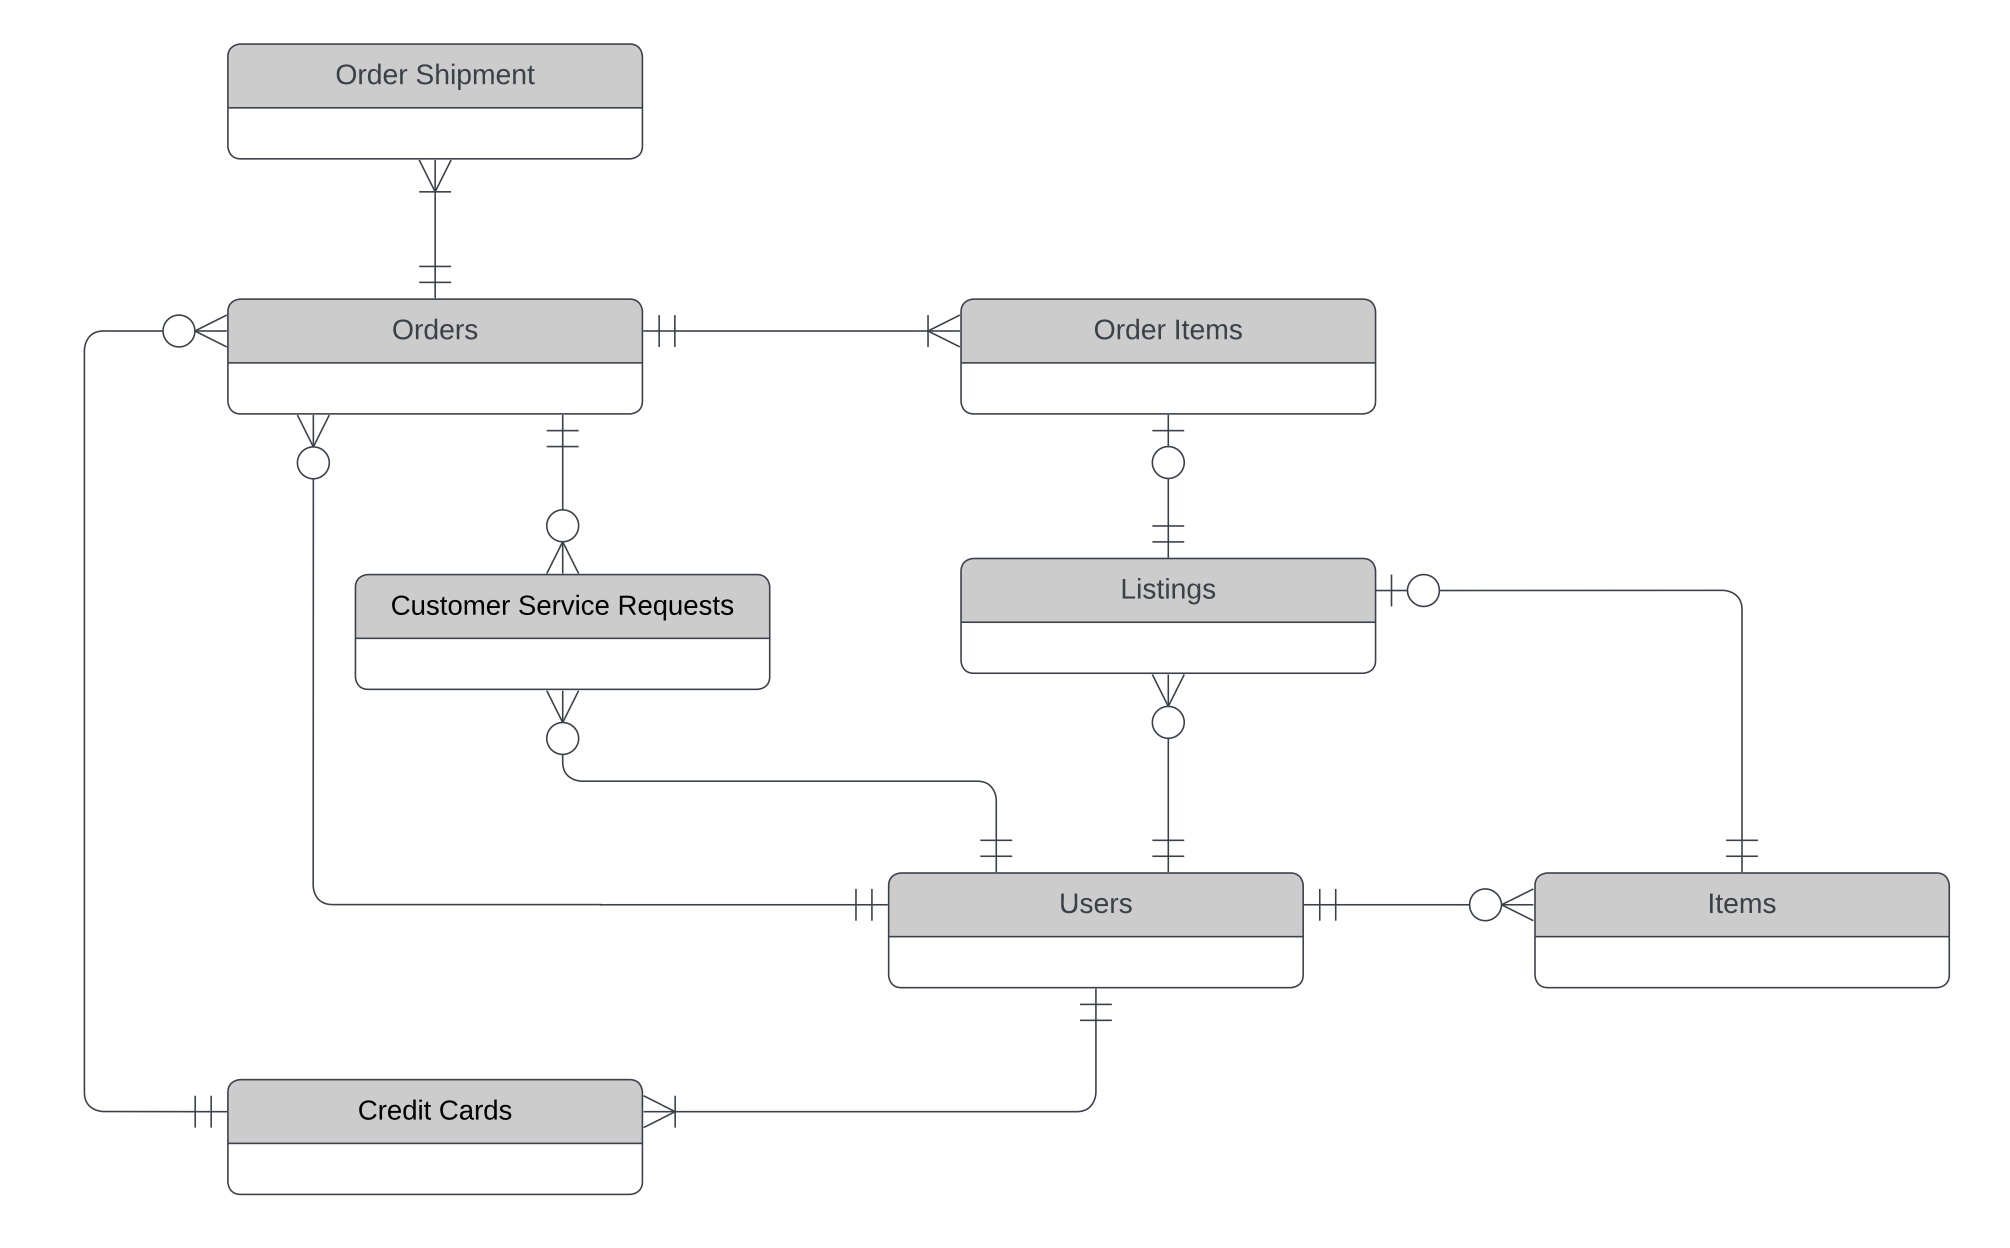 Order Shipment
Orders
Order Items
Customer Service Requests
Listings
Users
Items
Credit Cards